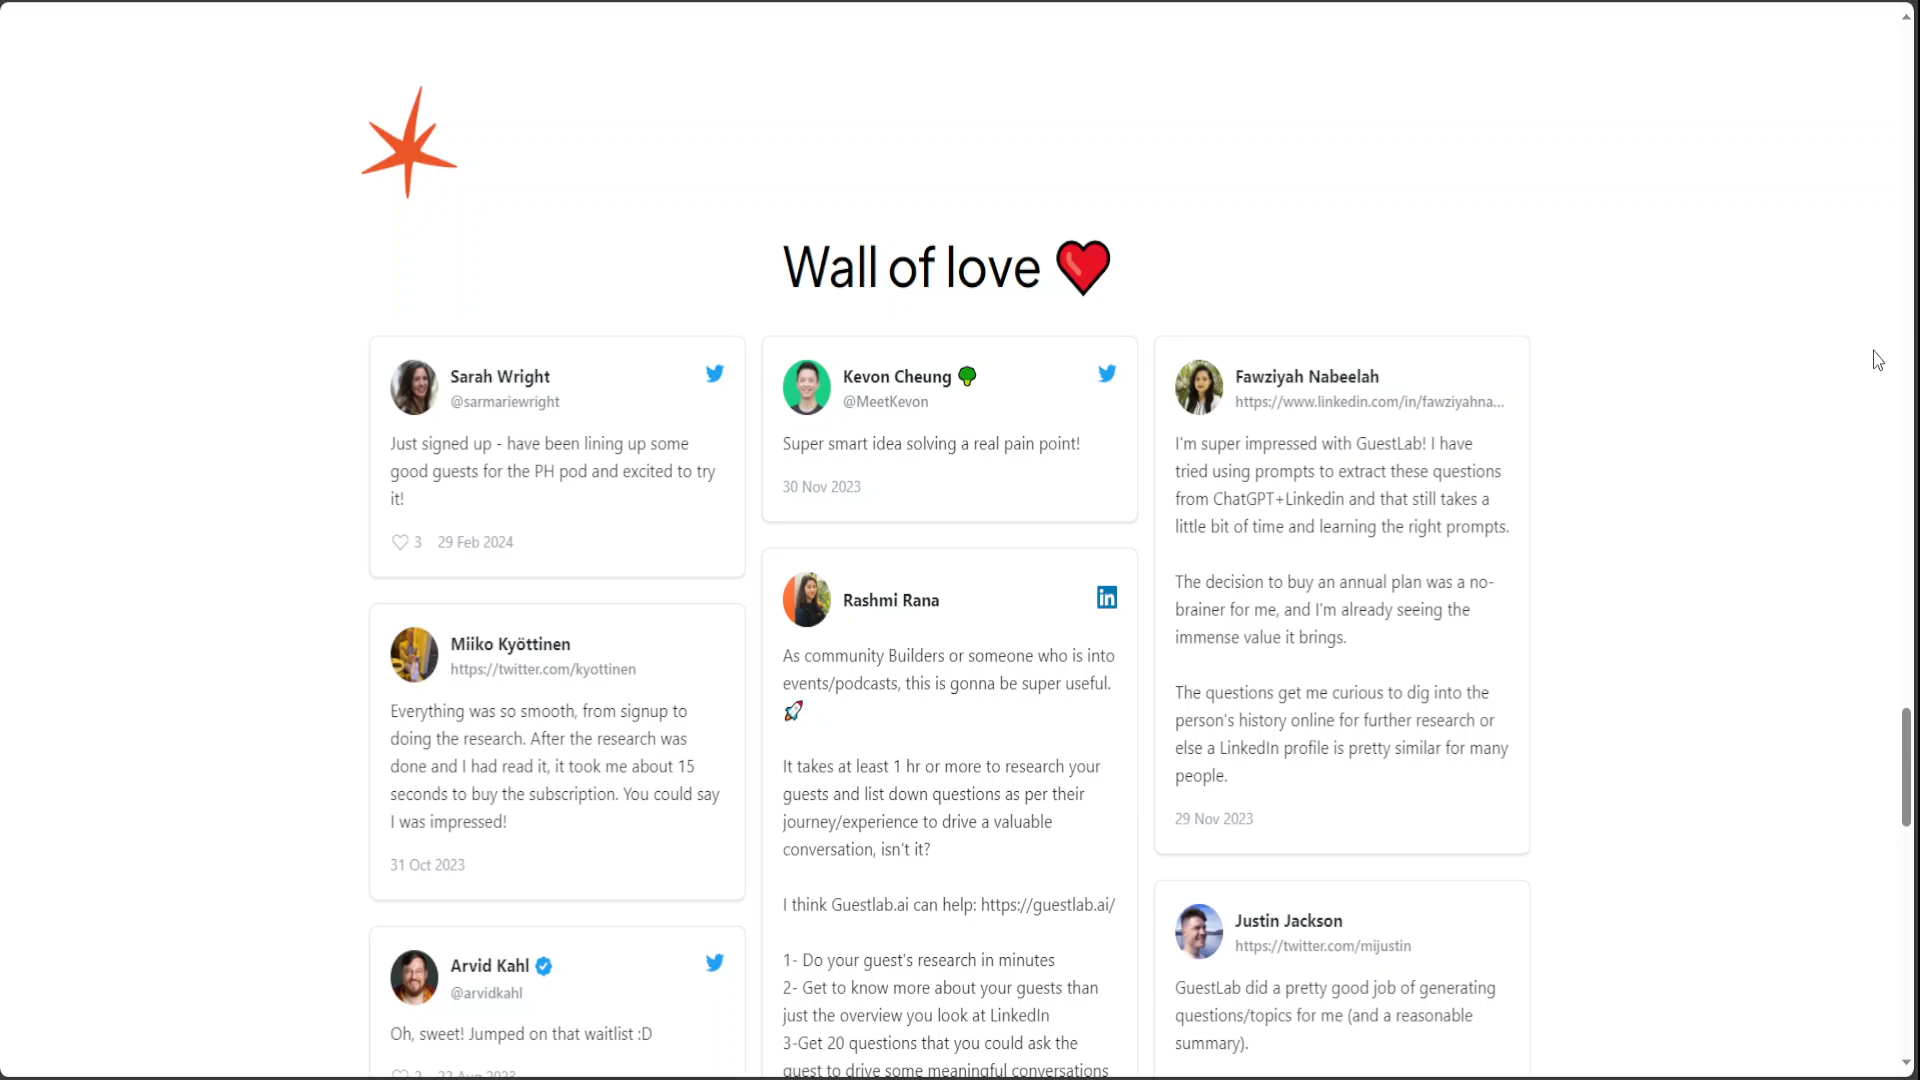 Wall of love ❤️
Sarah Wright
@sarmariewright
Just signed up - have been lining up some
good guests for the PH pod and excited to try
it!
3 29 Feb 2024
Miiko Kyöttinen
https://twitter.com/kyottinen
Everything was so smooth, from signup to
doing the research. After the research was
done and I had read it, it took me about 15
seconds to buy the subscription. You could say
I was impressed!
31 Oct 2023
Arvid Kahl
@arvidkahl
Oh, sweet! Jumped on that waitlist :D
2 22 Aug 2023
Kevon Cheung 🌳
@MeetKevon
Super smart idea solving a real pain point!
30 Nov 2023
Rashmi Rana
in
As community Builders or someone who is into
events/podcasts, this is gonna be super useful.
🚀
It takes at least 1 hr or more to research your
guests and list down questions as per their
journey/experience to drive a valuable
conversation, isn't it?
I think Guestlab.ai can help: https://guestlab.ai/
1- Do your guest's research in minutes
2- Get to know more about your guests than
just the overview you look at LinkedIn
3-Get 20 questions that you could ask the
guest to drive some meaningful conversations
Fawziyah Nabeelah
https://www.linkedin.com/in/fawziyahna...
I'm super impressed with GuestLab! I have
tried using prompts to extract these questions
from ChatGPT+Linkedin and that still takes a
little bit of time and learning the right prompts.
The decision to buy an annual plan was a no-
brainer for me, and I'm already seeing the
immense value it brings.
The questions get me curious to dig into the
person's history online for further research or
else a LinkedIn profile is pretty similar for many
people.
29 Nov 2023
Justin Jackson
https://twitter.com/mijustin
GuestLab did a pretty good job of generating
questions/topics for me (and a reasonable
summary).